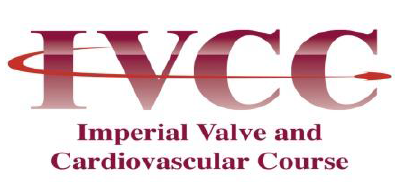 IVCC
Imperial Valve and
Cardiovascular Course